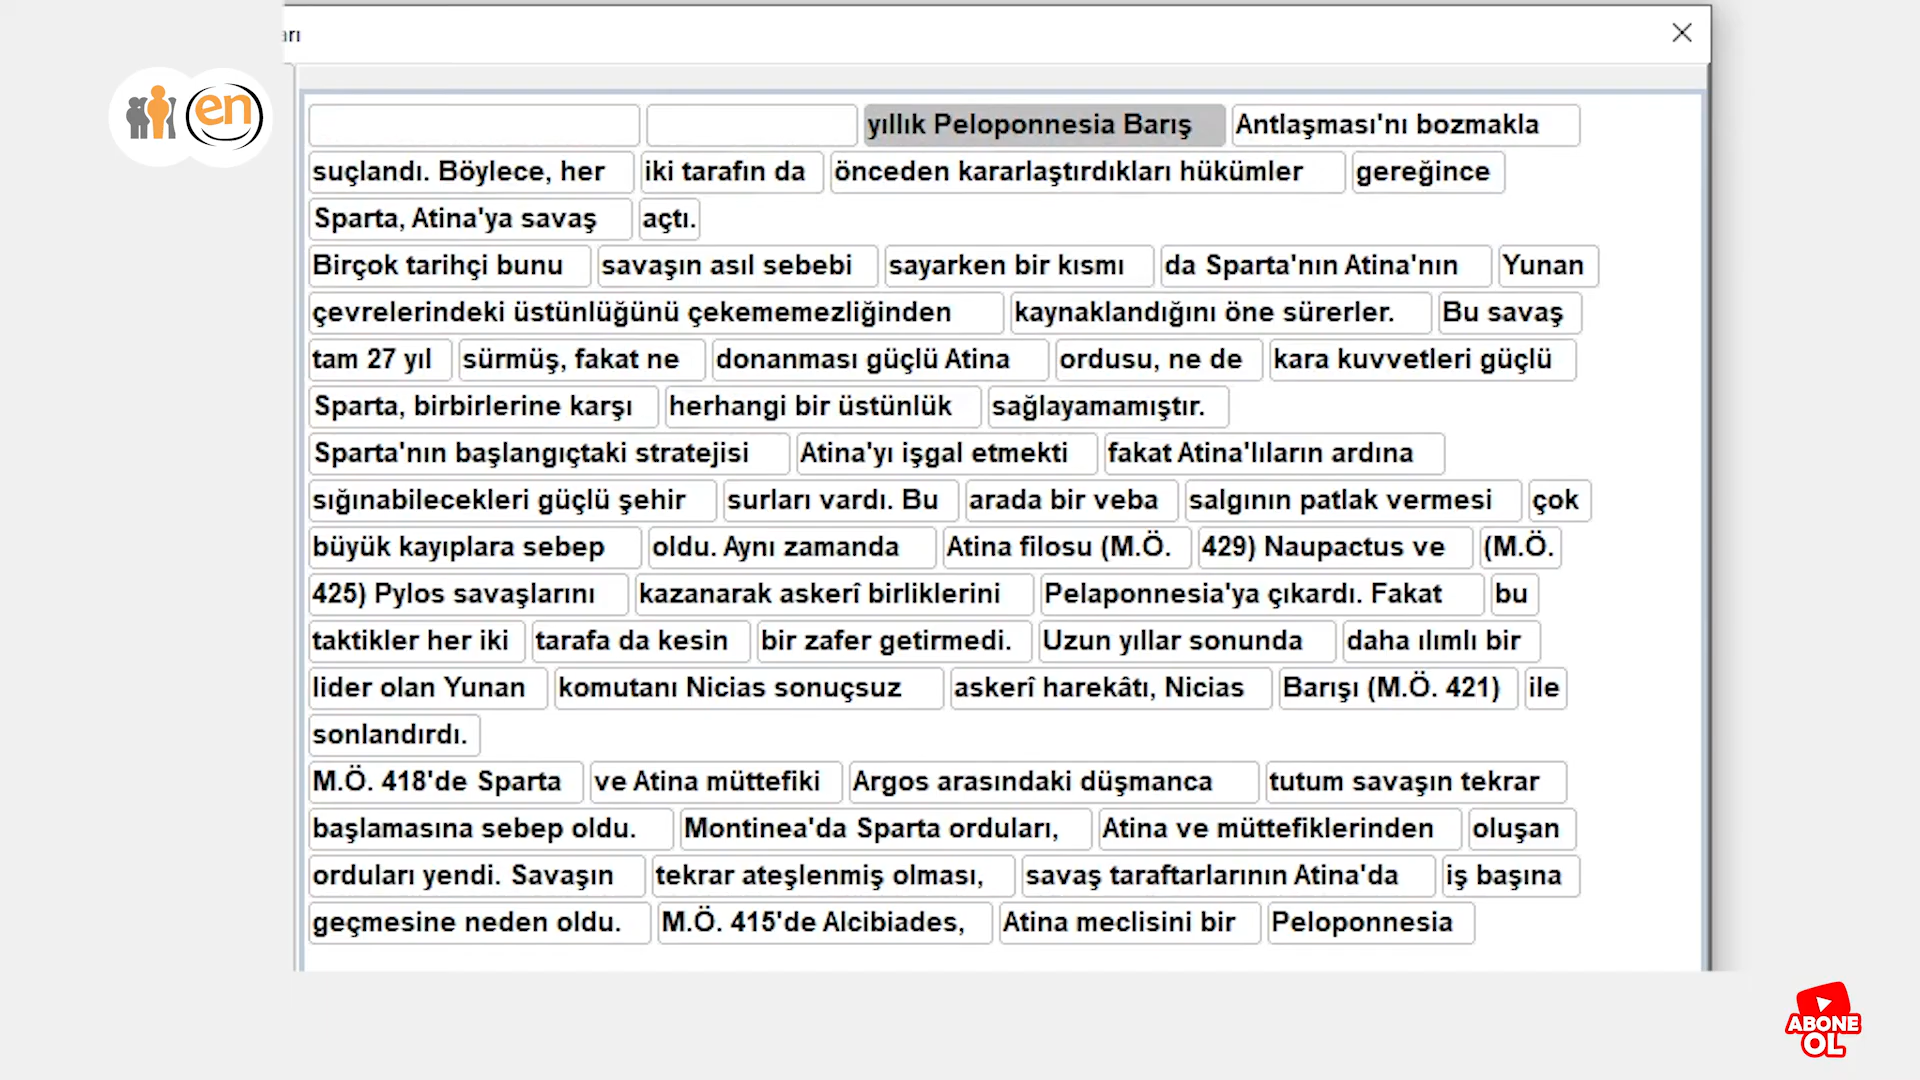 en
yıllık Peloponnesia Barış Antlaşması'nı bozmakla
suçlandı. Böylece, her iki tarafın da önceden kararlaştırdıkları hükümler gereğince
Sparta, Atina'ya savaş açtı.
Birçok tarihçi bunu savaşın asıl sebebi sayarken bir kısmı da Sparta'nın Atina'nın Yunan
çevrelerindeki üstünlüğünü çekememezliğinden kaynaklandığını öne sürerler. Bu savaş
tam 27 yıl sürmüş, fakat ne donanması güçlü Atina ordusu, ne de kara kuvvetleri güçlü
Sparta, birbirlerine karşı herhangi bir üstünlük sağlayamamıştır.
Sparta'nın başlangıçtaki stratejisi Atina'yı işgal etmekti fakat Atina'lıların ardına
sığınabilecekleri güçlü şehir surları vardı. Bu arada bir veba salgının patlak vermesi çok
büyük kayıplara sebep oldu. Aynı zamanda Atina filosu (M.Ö. 429) Naupactus ve (M.Ö.
425) Pylos savaşlarını kazanarak askerî birliklerini Pelaponnesia'ya çıkardı. Fakat bu
taktikler her iki tarafa da kesin bir zafer getirmedi. Uzun yıllar sonunda daha ılımlı bir
lider olan Yunan komutanı Nicias sonuçsuz askerî harekâtı, Nicias Barışı (M.Ö. 421) ile
sonlandırdı.
M.Ö. 418'de Sparta ve Atina müttefiki Argos arasındaki düşmanca tutum savaşın tekrar
başlamasına sebep oldu. Montinea'da Sparta orduları, Atina ve müttefiklerinden oluşan
orduları yendi. Savaşın tekrar ateşlenmiş olması, savaş taraftarlarının Atina'da iş başına
geçmesine neden oldu. M.Ö. 415'de Alcibiades, Atina meclisini bir Peloponnesia
ABONE
OL